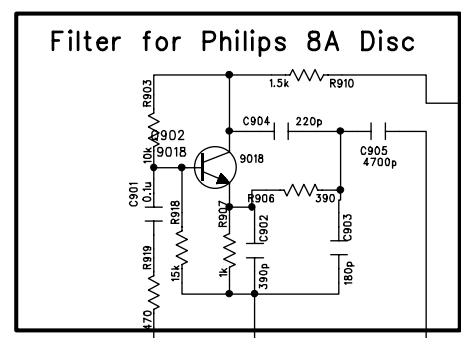 Filter for Philips 8A Disc
1.5k
R910
R903
10k
Q902
9018
C904
220p
9018
C905
4700p
C901
0.1u
R918
15k
R907
1k
R906
390
C902
390p
C903
180p
R919
470